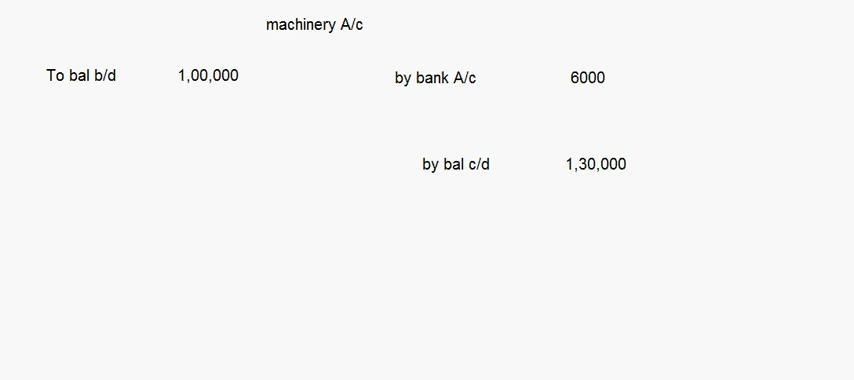 machinery A/c
To bal b/d 1,00,000 by bank A/c 6000
by bal c/d 1,30,000